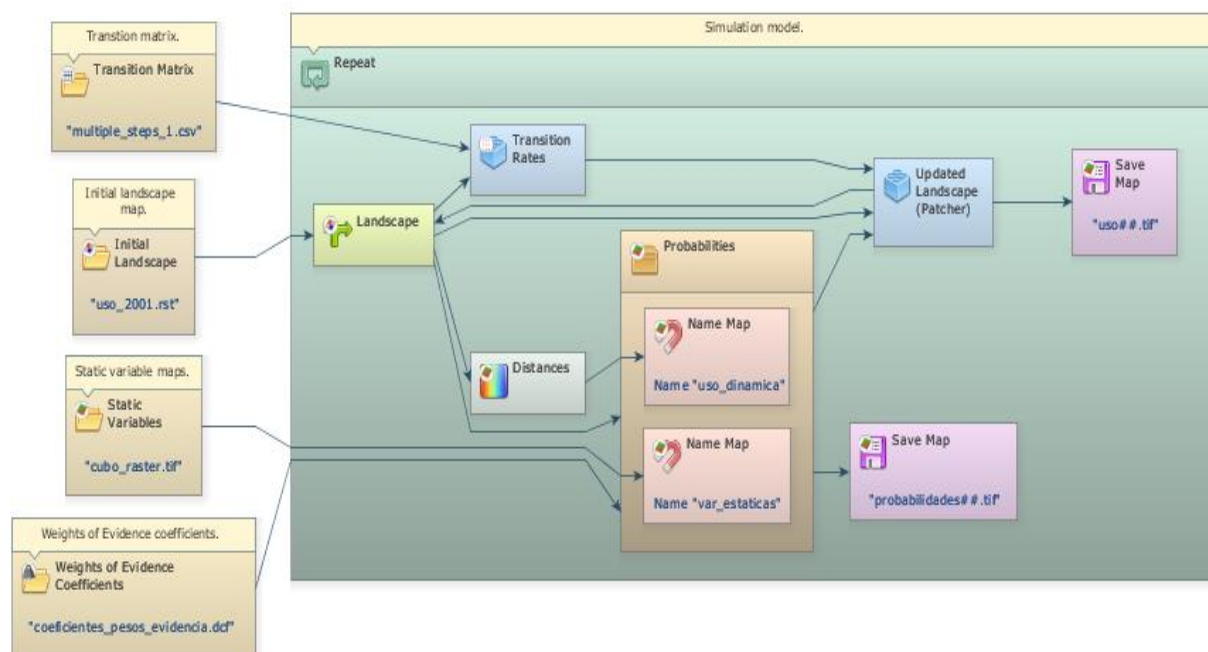 Transtion matrix.
Transition Matrix
"multiple_steps_1.csv"
Initial landscape
map.
Initial
Landscape
"uso_2001.rst"
Static variable maps.
Static
Variables
"cubo_raster.tif"
Weights of Evidence coefficients.
Weights of Evidence
Coefficients
"coeficientes_pesos_evidencia.dcf"
Simulation model.
Repeat
Landscape
Transition
Rates
Distances
Probabilities
Name Map
Name "uso_dinamica"
Name Map
Name "var_estaticas"
Updated
Landscape
(Patcher)
Save
Map
"uso##.tif"
Save Map
"probabilidades##.tif"